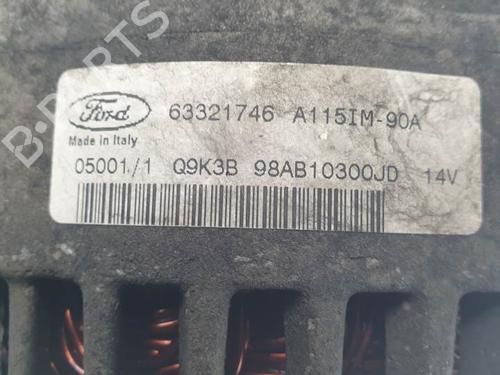 B-PARTS
Ford
63321746 A115IM-90A
Made in Italy
05001/1 Q9K3B 98AB10300JD 14V